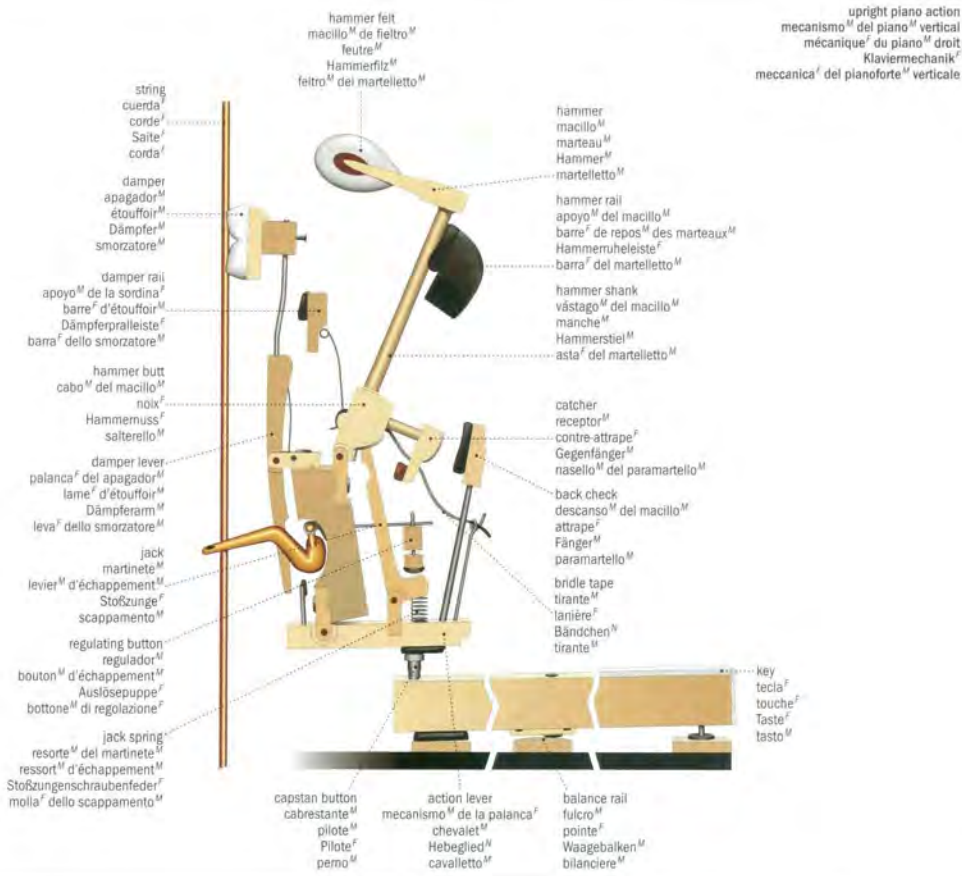 upright piano action
mecanismoᴹ del pianoᴹ vertical
mécaniqueᶠ du pianoᴹ droit
Klaviermechanikᶠ
meccanicaᶠ del pianoforteᴹ verticale
hammer felt
macilloᴹ de fieltroᴹ
feutreᴹ
Hammerfilzᴹ
feltroᴹ del martellettoᴹ
string
cuerdaᶠ
cordeᶠ
Saiteᶠ
cordaᶠ
damper
apagadorᴹ
étouffoirᴹ
Dämpferᴹ
smorzatoreᴹ
damper rail
apoyoᴹ de la sordinaᶠ
barreᶠ d'étouffoirᴹ
Dämpferpralleisteᶠ
barraᶠ dello smorzatoreᴹ
hammer butt
caboᴹ del macilloᴹ
noixᶠ
Hammernussᶠ
salterelloᴹ
damper lever
palancaᶠ del apagadorᴹ
lameᶠ d'étouffoirᴹ
Dämpferarmᴹ
levaᶠ dello smorzatoreᴹ
jack
martineteᴹ
levierᴹ d'échappementᴹ
Stoßzungeᶠ
scappamentoᴹ
regulating button
reguladorᴹ
boutonᴹ d'échappementᴹ
Auslösepuppeᶠ
bottoneᴹ di regolazioneᶠ
jack spring
resorteᴹ del martineteᴹ
ressortᴹ d'échappementᴹ
Stoßzungenschraubenfederᶠ
mollaᶠ dello scappamentoᴹ
hammer
macilloᴹ
marteauᴹ
Hammerᴹ
martellettoᴹ
hammer rail
apoyoᴹ del macilloᴹ
barreᶠ de reposᴹ des marteauxᴹ
Hammerruheleisteᶠ
barraᶠ del martellettoᴹ
hammer shank
vástagoᴹ del macilloᴹ
mancheᴹ
Hammerstielᴹ
astaᶠ del martellettoᴹ
catcher
receptorᴹ
contre-attrapeᶠ
Gegenfängerᴹ
naselloᴹ del paramartelloᴹ
back check
descansoᴹ del macilloᴹ
attrapeᶠ
Fängerᴹ
paramartelloᴹ
bridle tape
tiranteᴹ
lanièreᶠ
Bändchenᴺ
tiranteᴹ
key
teclaᶠ
toucheᶠ
Tasteᶠ
tastoᴹ
capstan button
cabrestanteᴹ
piloteᴹ
Piloteᶠ
pernoᴹ
action lever
mecanismoᴹ de la palancaᶠ
chevaletᴹ
Hebegliedᴺ
cavallettoᴹ
balance rail
fulcroᴹ
pointeᶠ
Waagebalkenᴹ
bilanciereᴹ